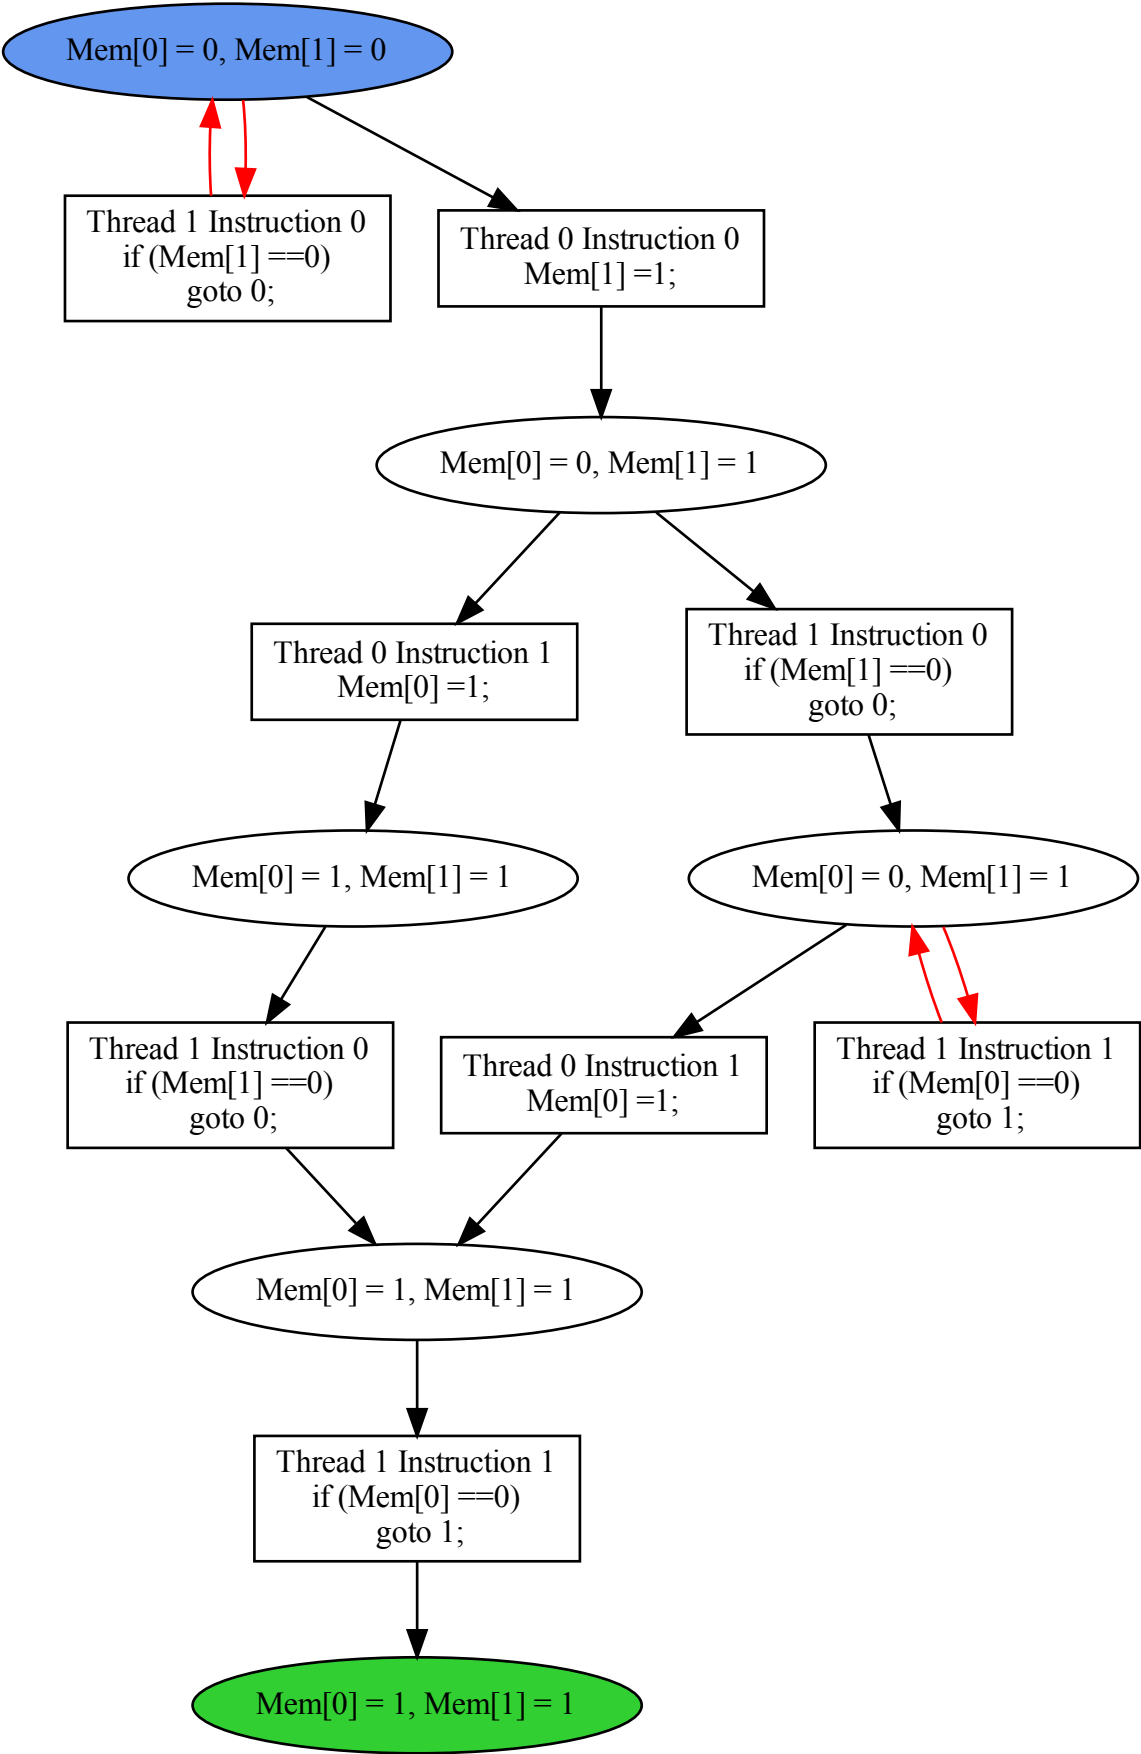 Mem[0] = 0, Mem[1] = 0
Thread 1 Instruction 0
if (Mem[1] ==0)
goto 0;
Thread 0 Instruction 0
Mem[1] =1;
Mem[0] = 0, Mem[1] = 1
Thread 0 Instruction 1
Mem[0] =1;
Thread 1 Instruction 0
if (Mem[1] ==0)
goto 0;
Mem[0] = 1, Mem[1] = 1
Mem[0] = 0, Mem[1] = 1
Thread 1 Instruction 0
if (Mem[1] ==0)
goto 0;
Thread 0 Instruction 1
Mem[0] =1;
Thread 1 Instruction 1
if (Mem[0] ==0)
goto 1;
Mem[0] = 1, Mem[1] = 1
Thread 1 Instruction 1
if (Mem[0] ==0)
goto 1;
Mem[0] = 1, Mem[1] = 1